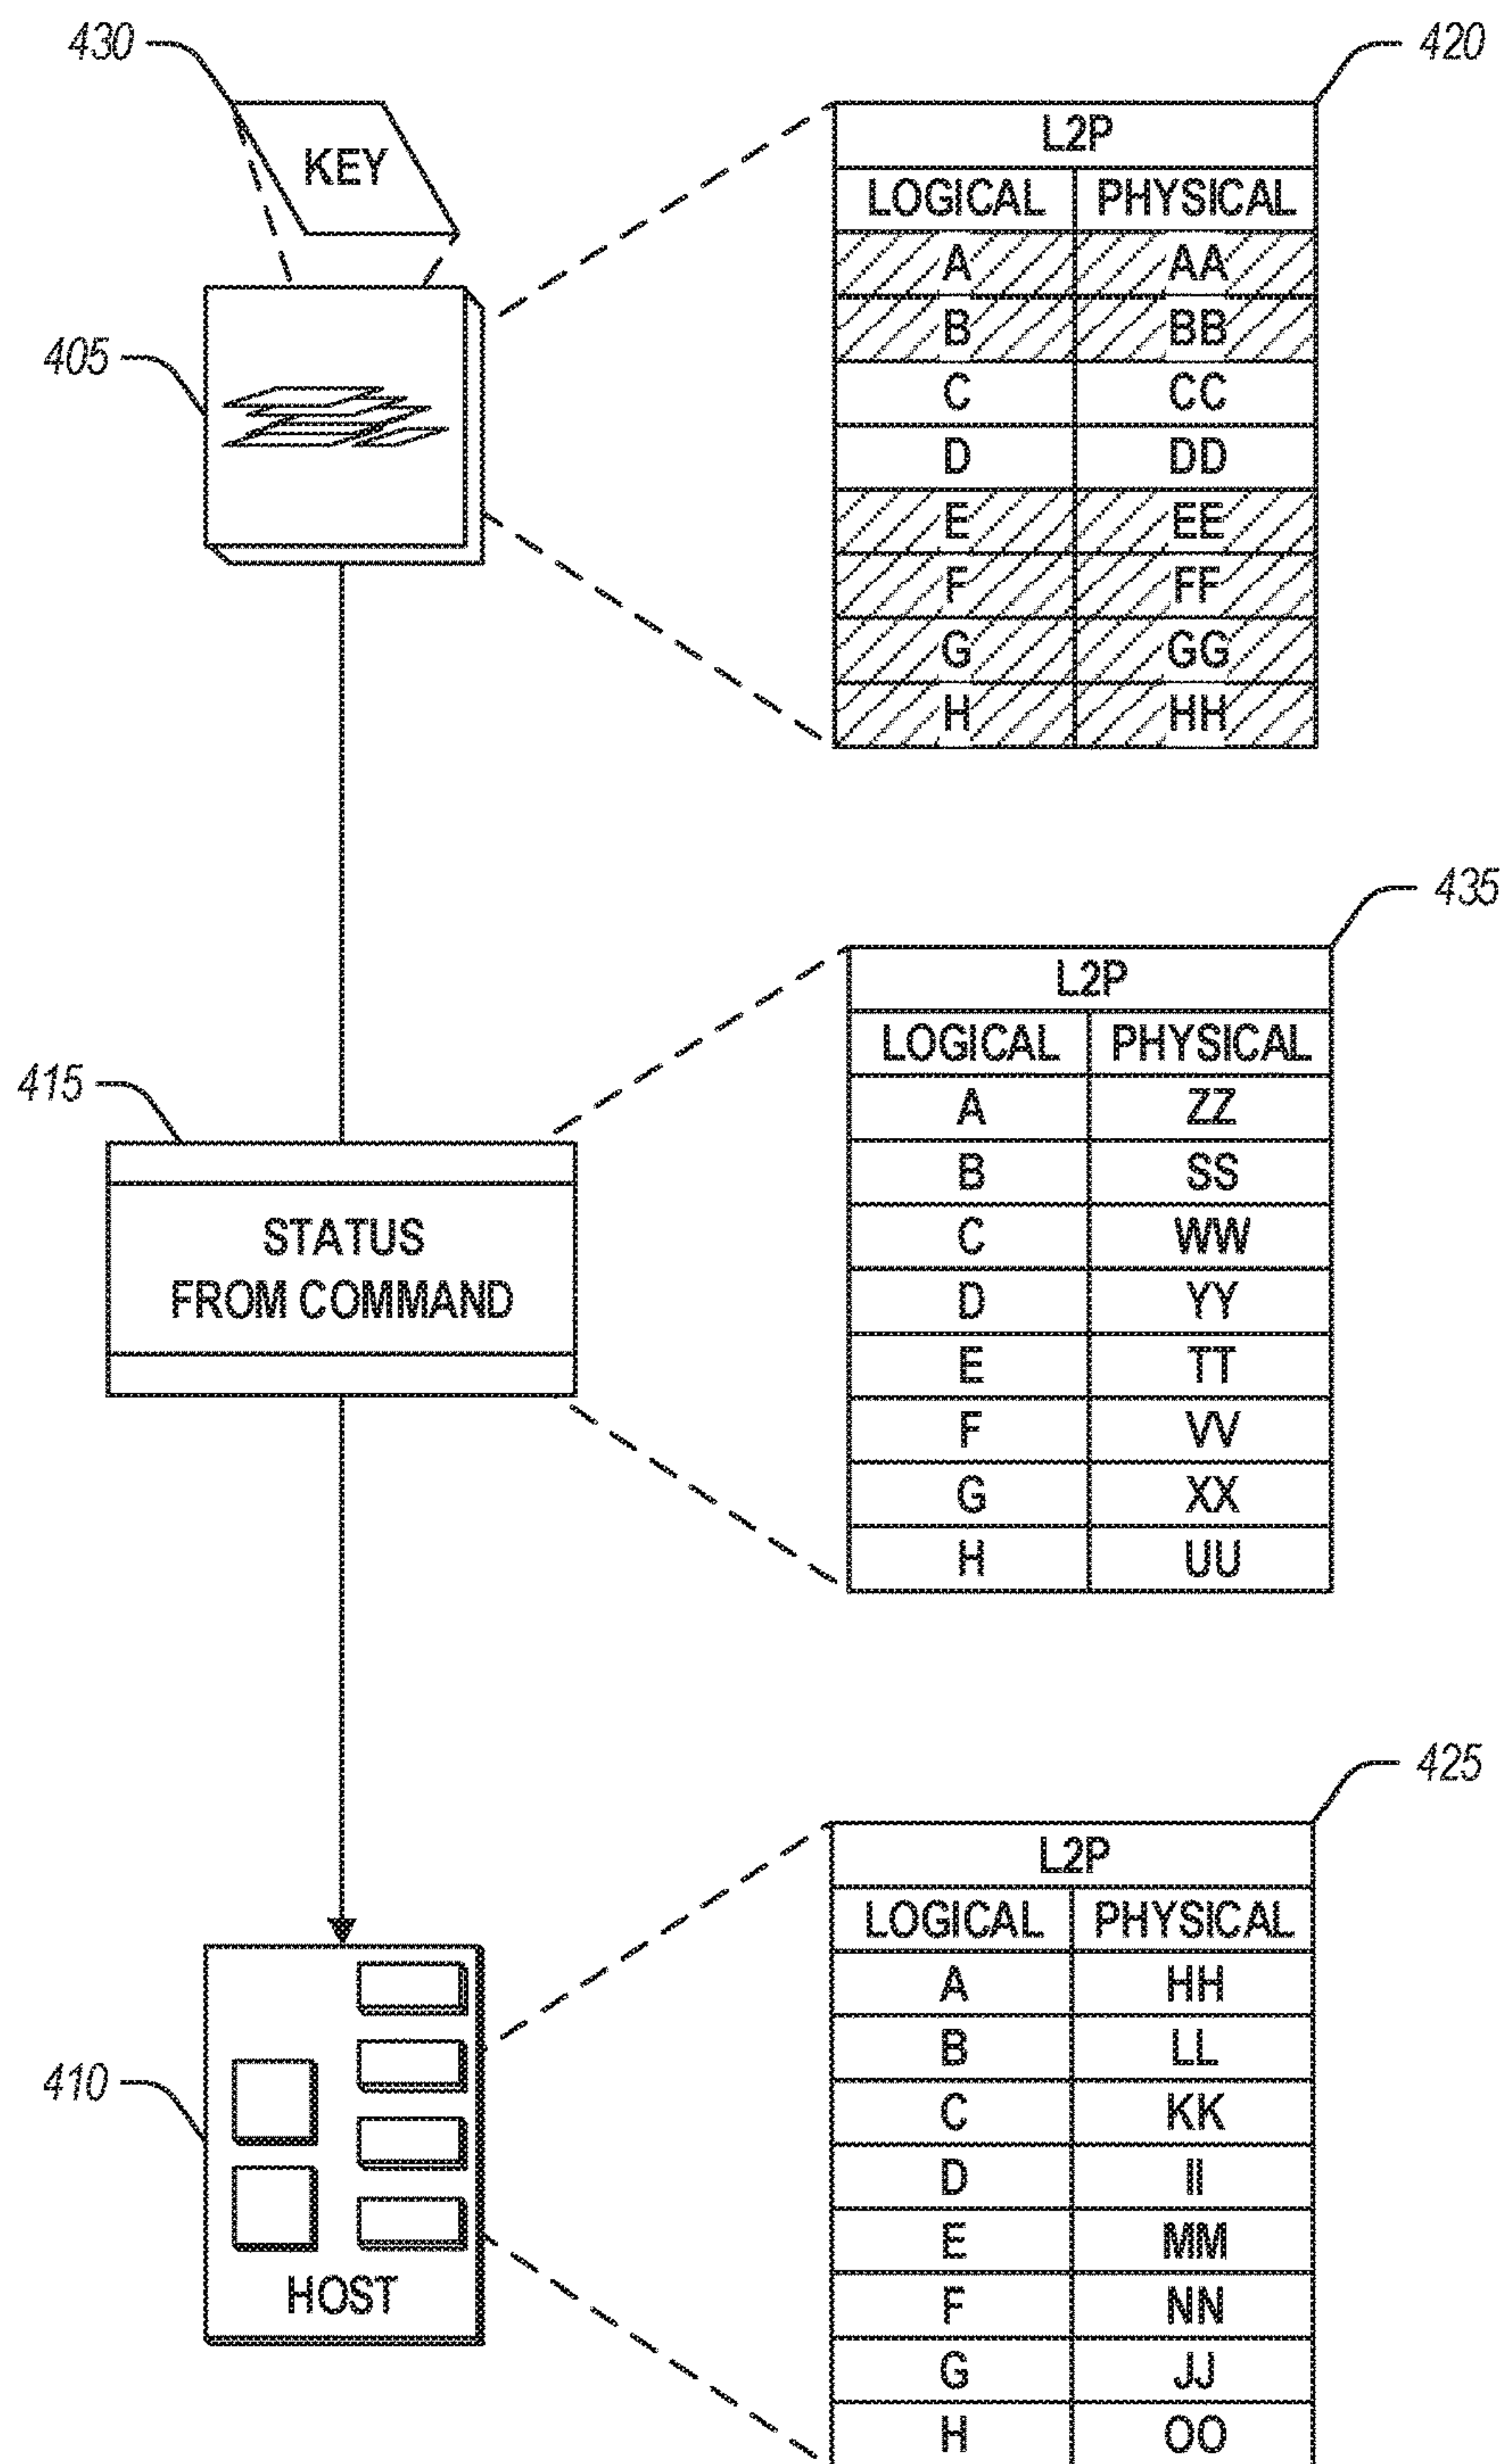 430
420
KEY
L2P
LOGICAL PHYSICAL
A AA
B BB
C CC
D DD
E EE
F FF
G GG
H HH
405
435
L2P
LOGICAL PHYSICAL
A ZZ
B SS
C WW
D YY
E TT
F VV
G XX
H UU
415
STATUS
FROM COMMAND
425
L2P
LOGICAL PHYSICAL
A HH
B LL
C KK
D II
E MM
F NN
G JJ
H OO
410
HOST